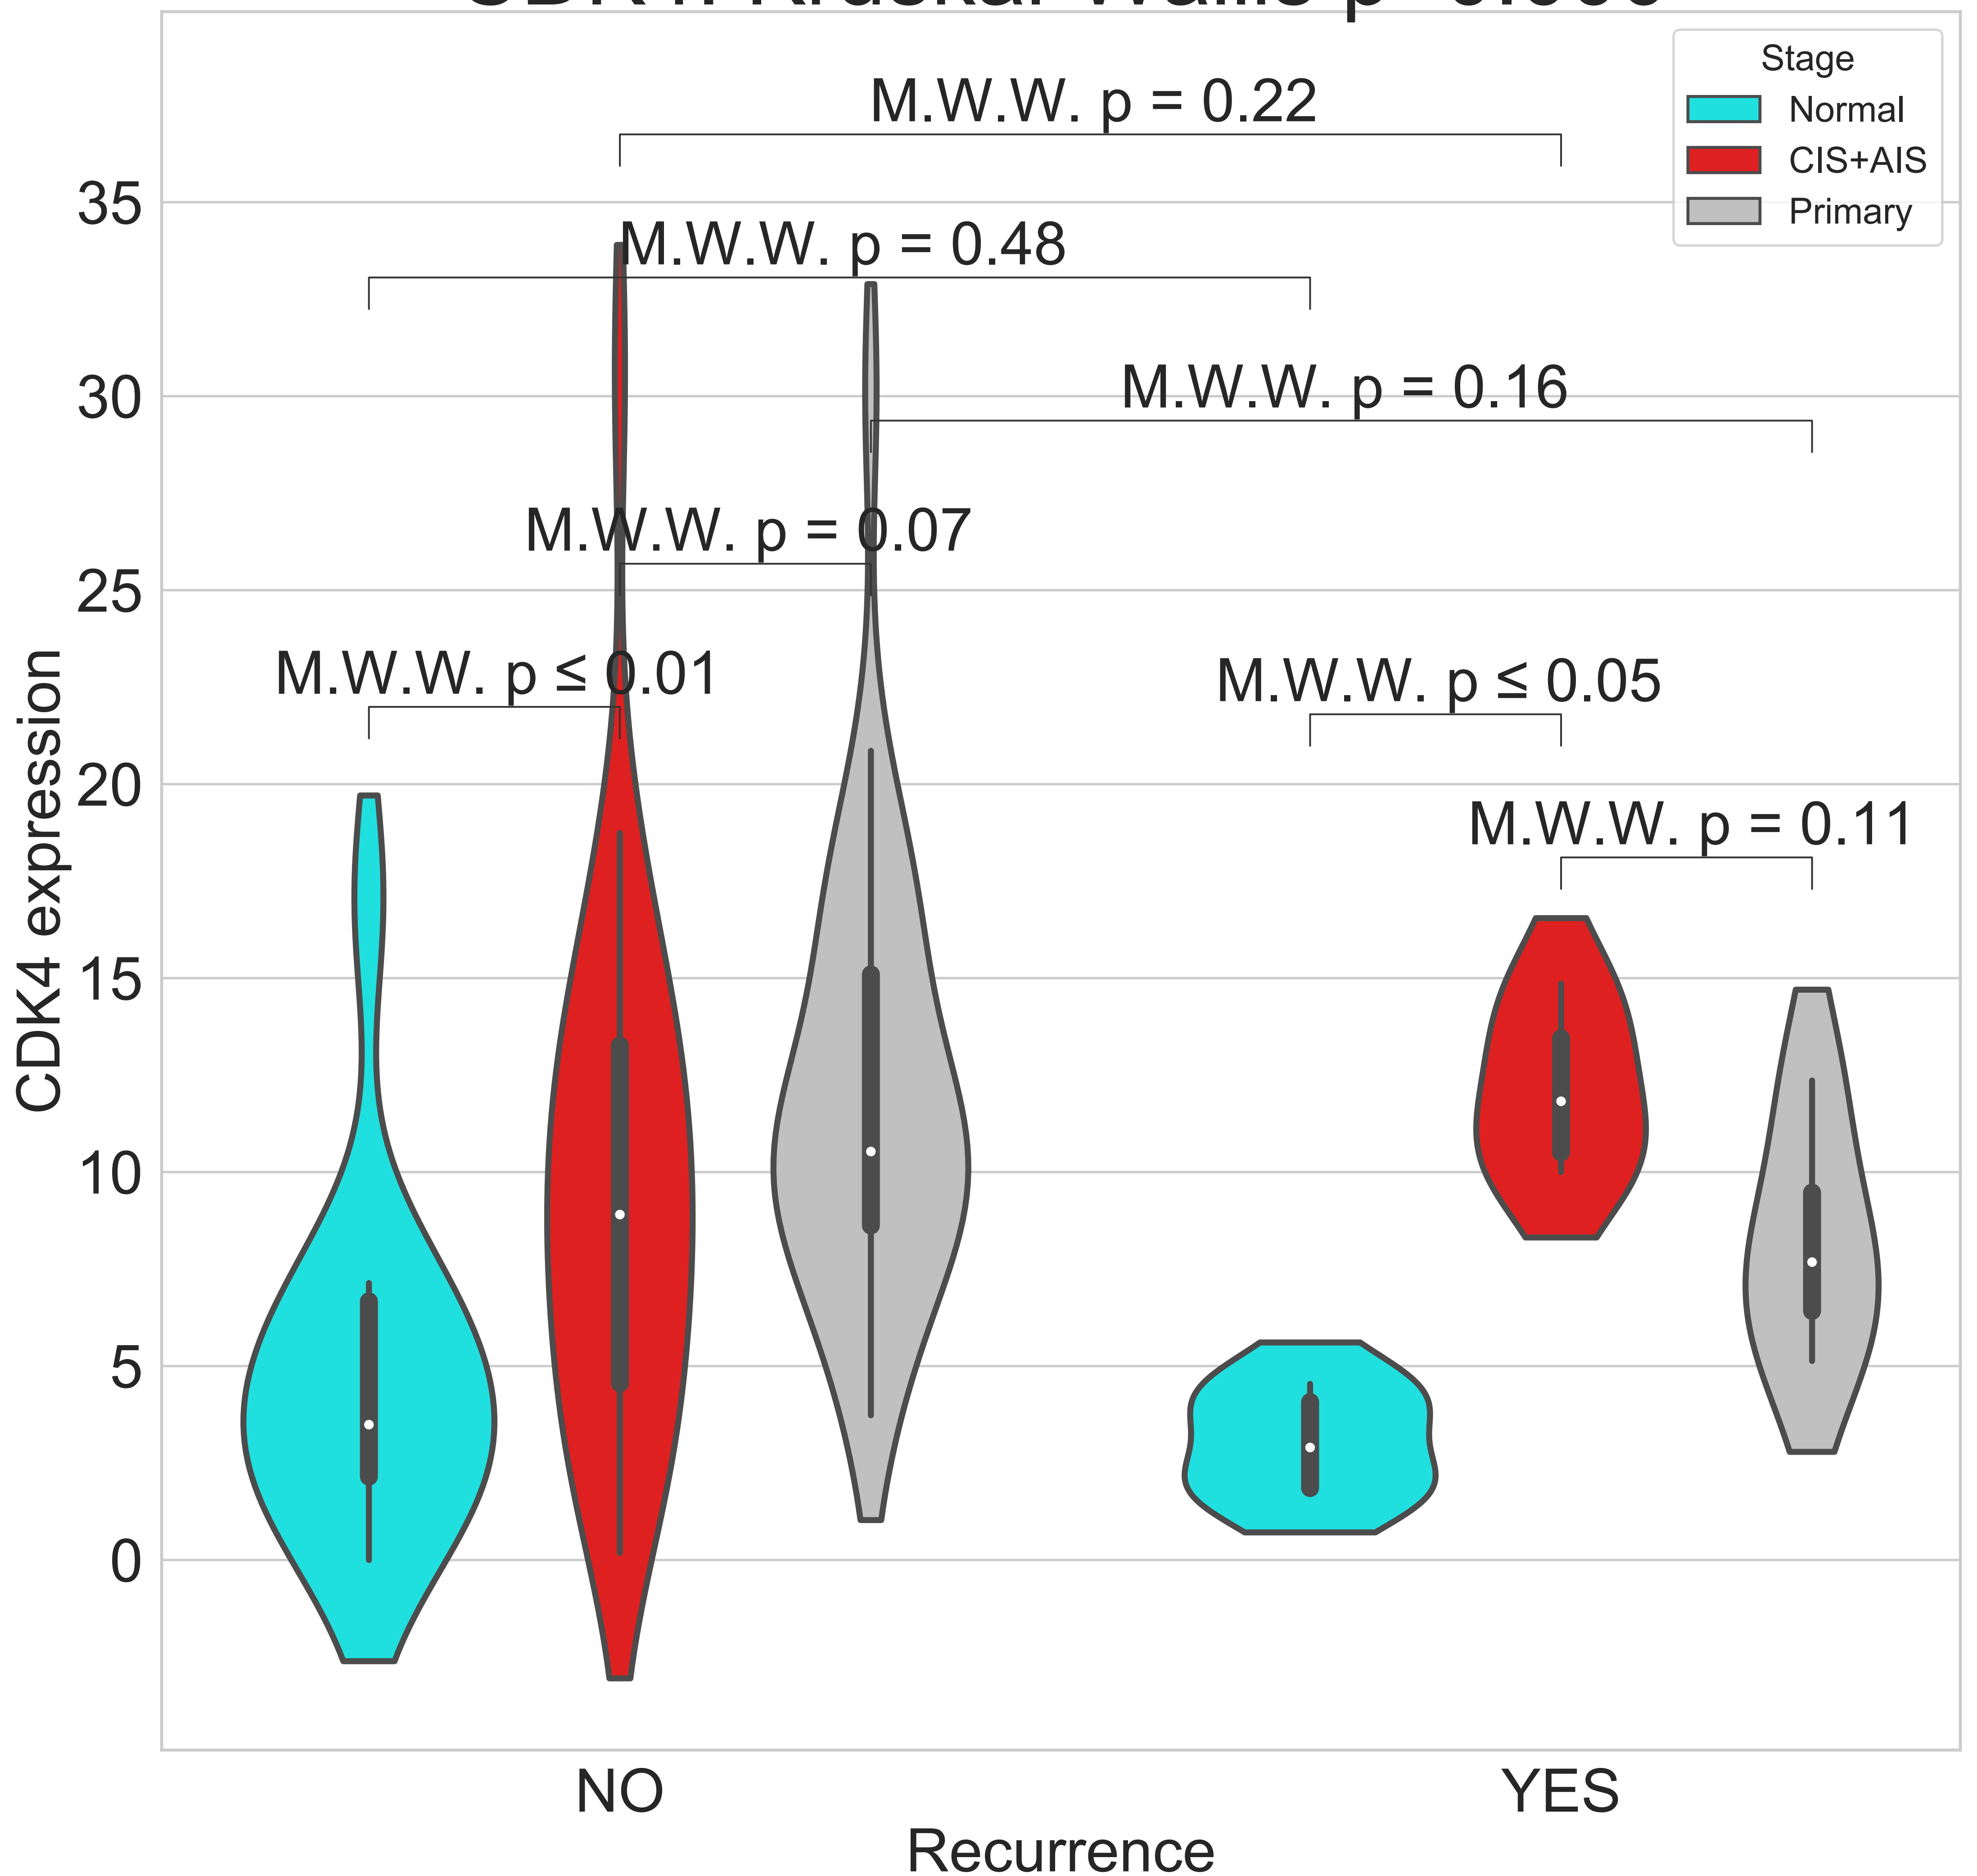 Stage
Normal
CIS+AIS
Primary
M.W.W. p = 0.22
M.W.W. p = 0.48
M.W.W. p = 0.16
M.W.W. p = 0.07
M.W.W. p ≤ 0.01
M.W.W. p ≤ 0.05
M.W.W. p = 0.11
35
30
25
20
15
10
5
0
CDK4 expression
NO
YES
Recurrence